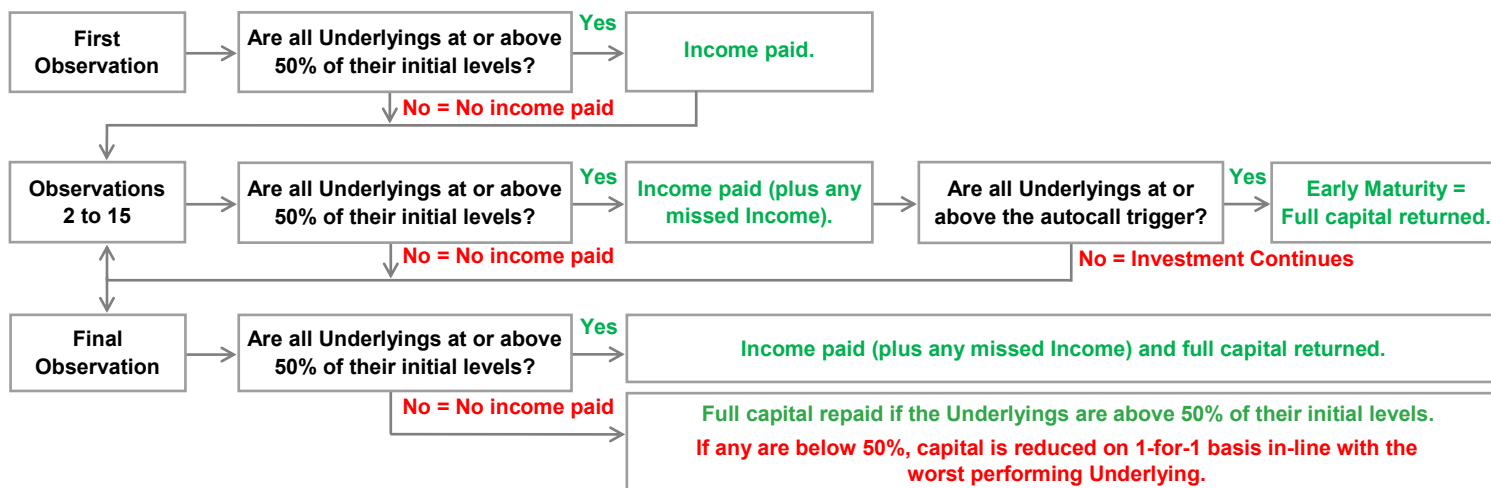 First
Observation
Are all Underlyings at or above
50% of their initial levels?
Yes
Income paid.
No = No income paid
Observations
2 to 15
Are all Underlyings at or above
50% of their initial levels?
Yes
Income paid (plus any
missed Income).
Are all Underlyings at or
above the autocall trigger?
Yes
Early Maturity =
Full capital returned.
No = No income paid
No = Investment Continues
Final
Observation
Are all Underlyings at or above
50% of their initial levels?
Yes
Income paid (plus any missed Income) and full capital returned.
No = No income paid
Full capital repaid if the Underlyings are above 50% of their initial levels.
If any are below 50%, capital is reduced on 1-for-1 basis in-line with the
worst performing Underlying.